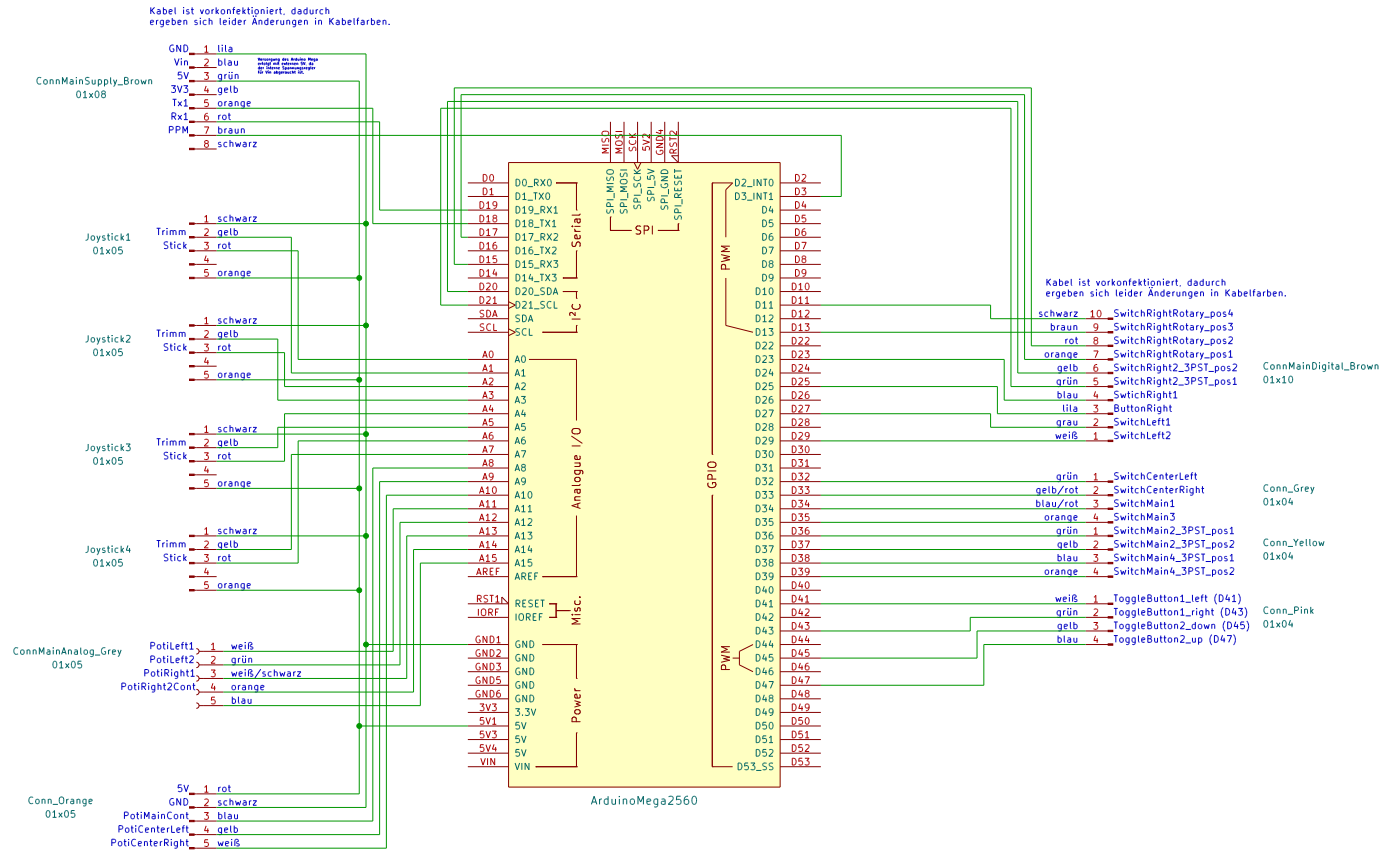 Kabel ist vorkonfektioniert, dadurch
ergeben sich leider Änderungen in Kabelfarben.
ConnMainSupply_Brown
01x08
GND 1 lila
Vin 2 blau
5V 3 grün
3V3 4 gelb
Tx1 5 orange
Rx1 6 rot
PPM 7 braun
8 schwarz
Versorgung des Arduino Mega
erfolgt mit externen 5V, da
der interne Spannungsregler
für Vin abgeraucht ist.
Joystick1
01x05
1 schwarz
Trimm 2 gelb
Stick 3 rot
4
5 orange
Joystick2
01x05
1 schwarz
Trimm 2 gelb
Stick 3 rot
4
5 orange
Joystick3
01x05
1 schwarz
Trimm 2 gelb
Stick 3 rot
4
5 orange
Joystick4
01x05
1 schwarz
Trimm 2 gelb
Stick 3 rot
4
5 orange
ConnMainAnalog_Grey
01x05
PotiLeft1 1 weiß
PotiLeft2 2 grün
PotiRight1 3 weiß/schwarz
PotiRight2Cont 4 orange
5 blau
Conn_Orange
01x05
5V 1 rot
GND 2 schwarz
PotiMainCont 3 blau
PotiCenterLeft 4 gelb
PotiCenterRight 5 weiß
MISO MOSI SCK 5V2 GND4 RST2
SPI_MISO SPI_MOSI SPI_SCK SPI_5V SPI_GND SPI_RESET
SPI
D0 D0_RX0
D1 D1_TX0
D19 D19_RX1
D18 D18_TX1
D17 D17_RX2
D16 D16_TX2
D15 D15_RX3
D14 D14_TX3
Serial
D20 D20_SDA
D21 D21_SCL
SDA SDA
SCL SCL
I²C
A0 A0
A1 A1
A2 A2
A3 A3
A4 A4
A5 A5
A6 A6
A7 A7
A8 A8
A9 A9
A10 A10
A11 A11
A12 A12
A13 A13
A14 A14
A15 A15
AREF AREF
Analogue I/O
RST1 RESET
IORF IOREF
Misc.
GND1 GND
GND2 GND
GND3 GND
GND5 GND
GND6 GND
3V3 3.3V
5V1 5V
5V3 5V
5V4 5V
VIN VIN
Power
D2_INT0 D2
D3_INT1 D3
D4 D4
D5 D5
D6 D6
D7 D7
D8 D8
D9 D9
D10 D10
D11 D11
D12 D12
D13 D13
PWM
D22 D22
D23 D23
D24 D24
D25 D25
D26 D26
D27 D27
D28 D28
D29 D29
D30 D30
D31 D31
D32 D32
D33 D33
D34 D34
D35 D35
D36 D36
D37 D37
D38 D38
D39 D39
D40 D40
D41 D41
D42 D42
D43 D43
D44 D44
D45 D45
D46 D46
PWM
D47 D47
D48 D48
D49 D49
D50 D50
D51 D51
D52 D52
D53_SS D53
GPIO
ArduinoMega2560
Kabel ist vorkonfektioniert, dadurch
ergeben sich leider Änderungen in Kabelfarben.
schwarz 10 SwitchRightRotary_pos4
braun 9 SwitchRightRotary_pos3
rot 8 SwitchRightRotary_pos2
orange 7 SwitchRightRotary_pos1
gelb 6 SwitchRight2_3PST_pos2
grün 5 SwitchRight2_3PST_pos1
blau 4 SwtichRight1
lila 3 ButtonRight
grau 2 SwitchLeft1
weiß 1 SwitchLeft2
ConnMainDigital_Brown
01x10
grün 1 SwitchCenterLeft
gelb/rot 2 SwitchCenterRight
blau/rot 3 SwitchMain1
orange 4 SwitchMain3
Conn_Grey
01x04
grün 1 SwitchMain2_3PST_pos1
gelb 2 SwitchMain2_3PST_pos2
blau 3 SwitchMain4_3PST_pos1
orange 4 SwitchMain4_3PST_pos2
Conn_Yellow
01x04
weiß 1 ToggleButton1_left (D41)
grün 2 ToggleButton1_right (D43)
gelb 3 ToggleButton2_down (D45)
blau 4 ToggleButton2_up (D47)
Conn_Pink
01x04